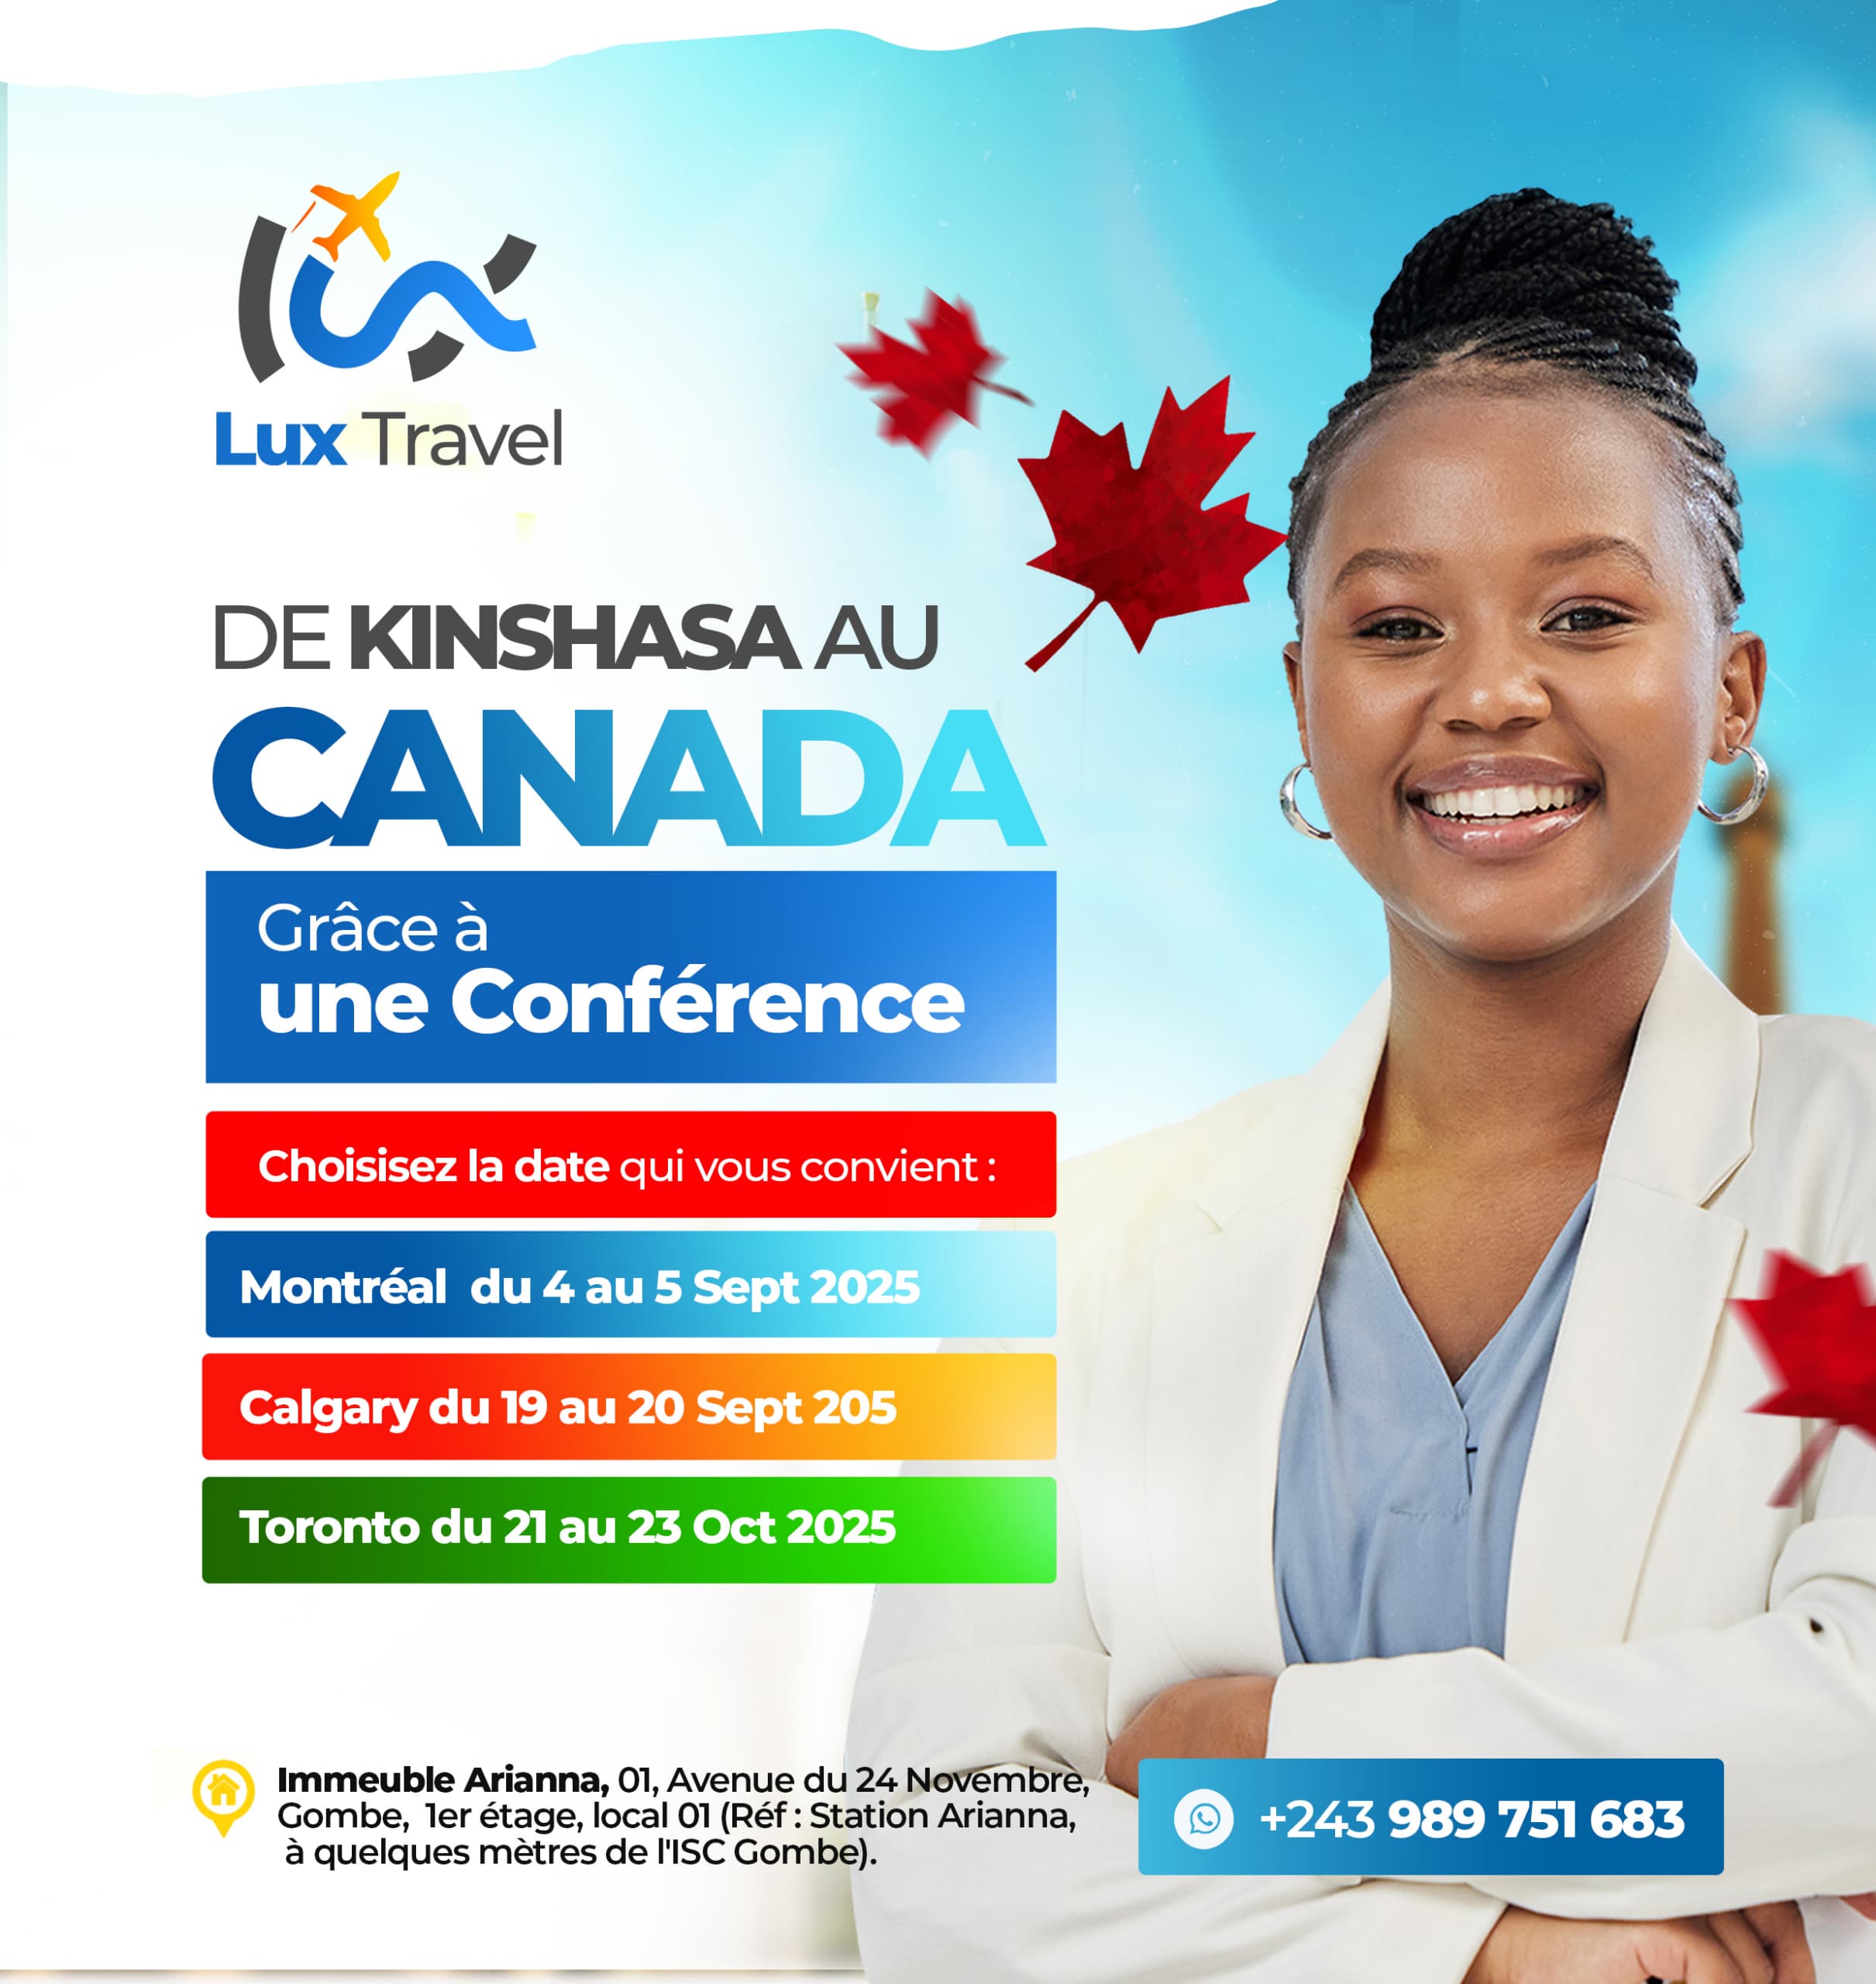 lux
Lux Travel
DE KINSHASA AU
CANADA
Grâce à
une Conférence
Choisisez la date qui vous convient :
Montréal du 4 au 5 Sept 2025
Calgary du 19 au 20 Sept 205
Toronto du 21 au 23 Oct 2025
Immeuble Arianna, 01, Avenue du 24 Novembre,
Gombe, 1er étage, local 01 (Réf : Station Arianna,
à quelques mètres de l'ISC Gombe).
+243 989 751 683